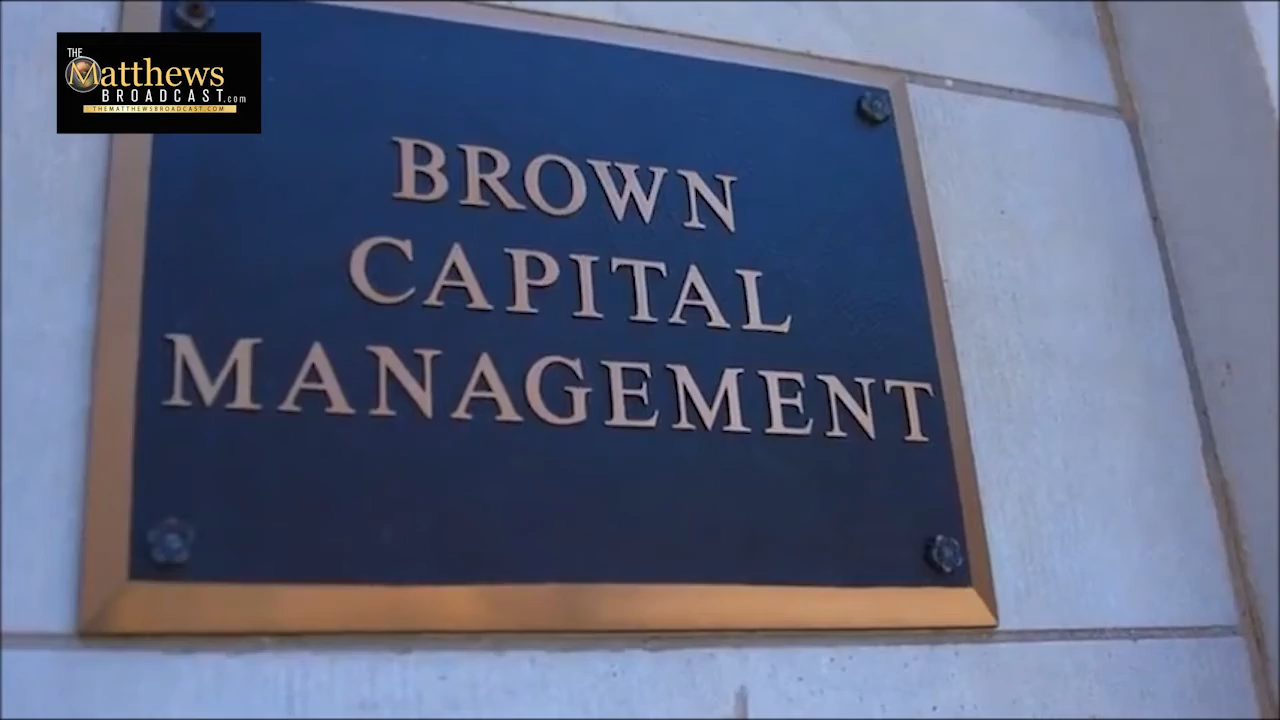 THE
Matthews
BROADCAST.com
THEMATTHEWSBROADCAST.COM
BROWN
CAPITAL
MANAGEMENT